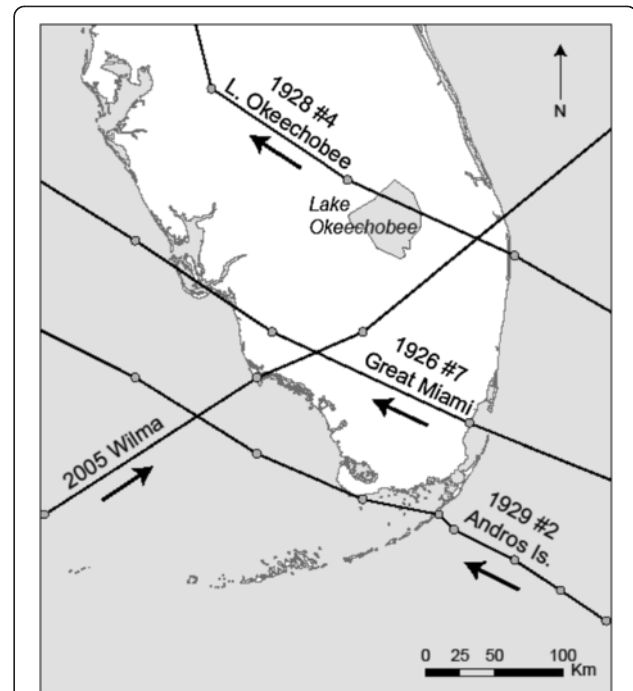 N
1928 #4
L. Okeechobee
Lake
Okeechobee
1926 #7
Great Miami
2005 Wilma
1929 #2
Andros Is.
0 25 50 100
Km